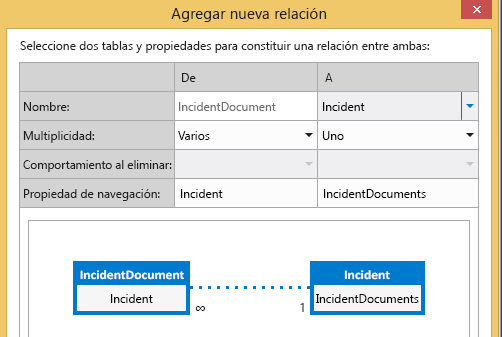 Agregar nueva relación
Seleccione dos tablas y propiedades para constituir una relación entre ambas:
De A
Nombre: IncidentDocument Incident
Multiplicidad: Varios Uno
Comportamiento al eliminar:
Propiedad de navegación: Incident IncidentDocuments
IncidentDocument Incident
Incident IncidentDocuments
∞ 1